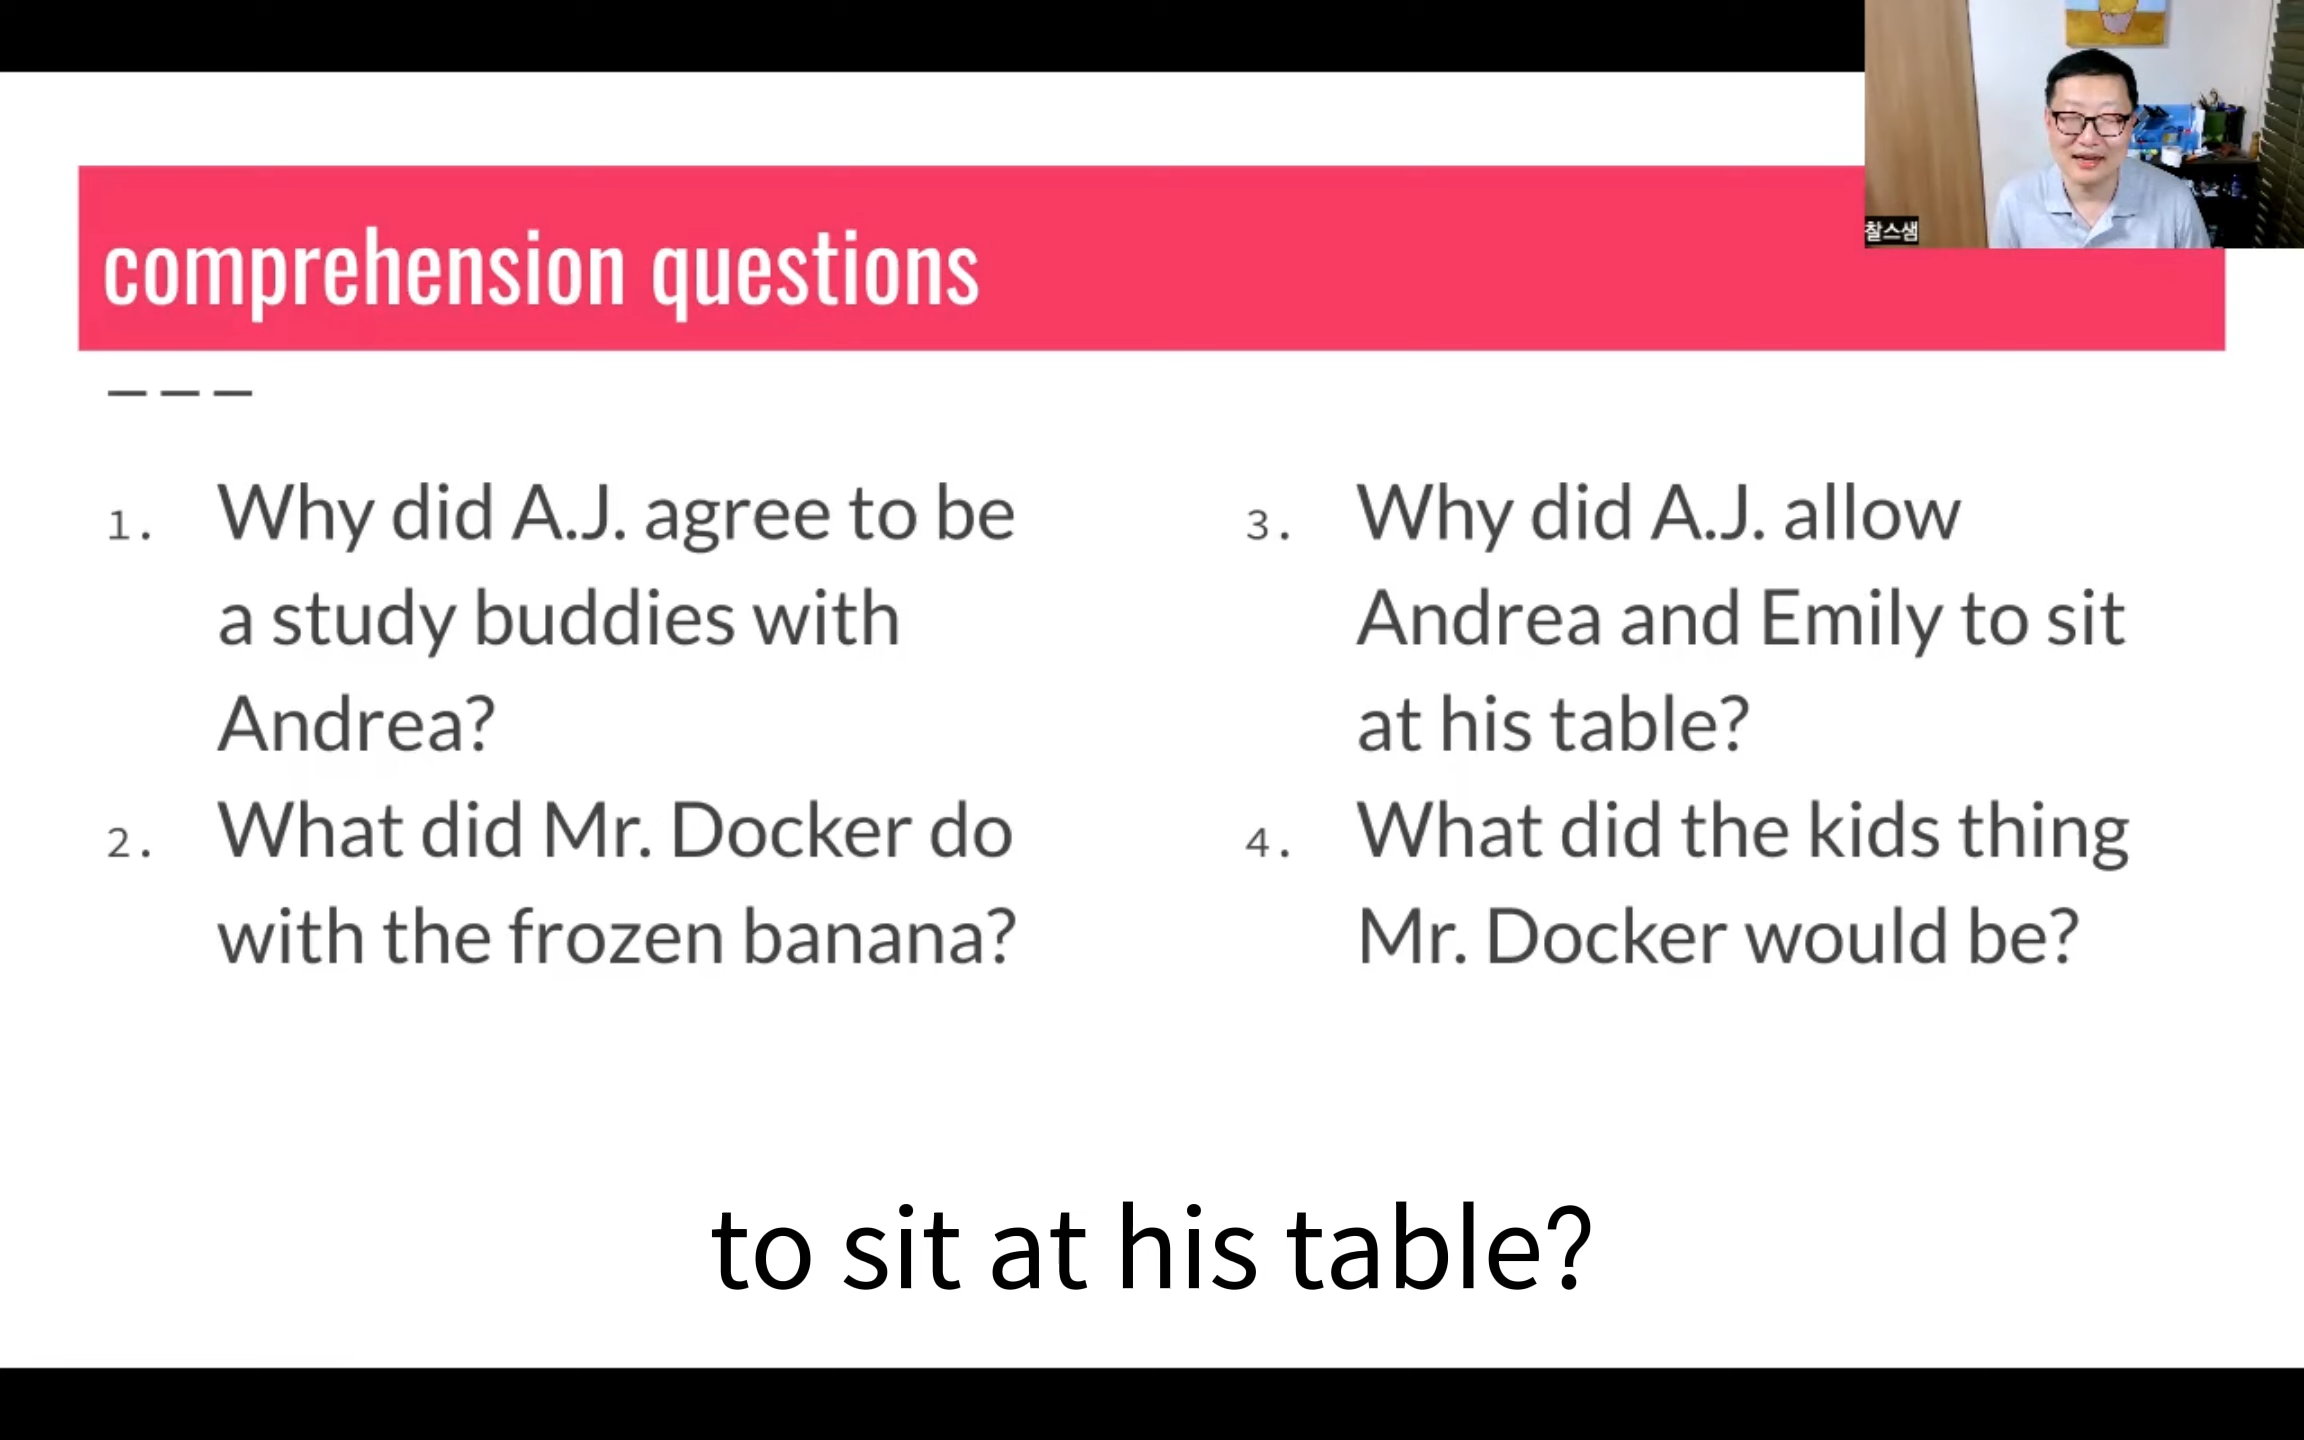 찰스샘
comprehension questions
1. Why did A.J. agree to be
a study buddies with
Andrea?
2. What did Mr. Docker do
with the frozen banana?
3. Why did A.J. allow
Andrea and Emily to sit
at his table?
4. What did the kids thing
Mr. Docker would be?
to sit at his table?